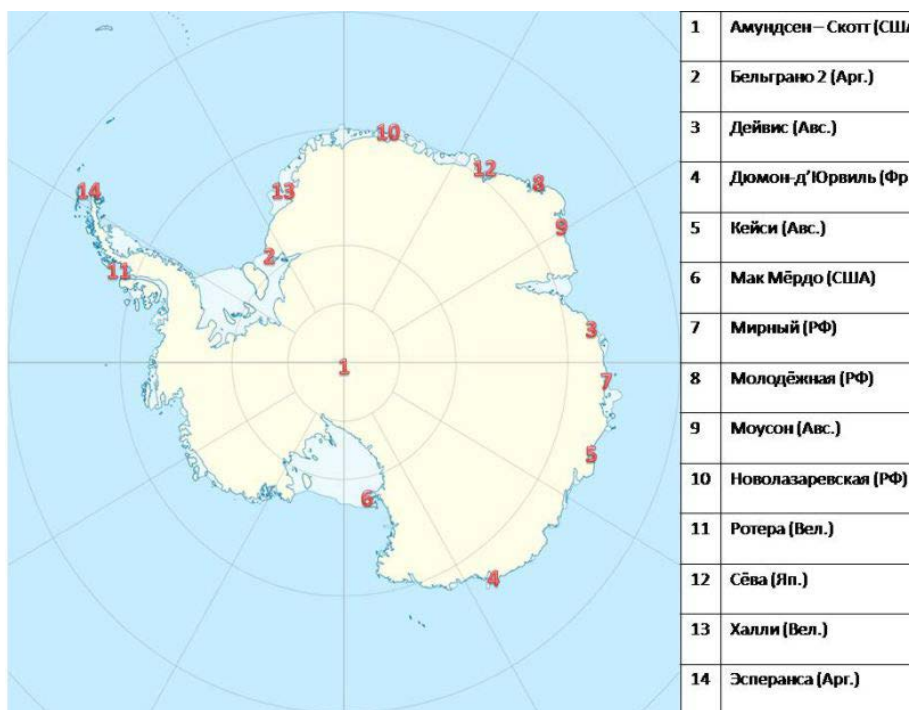 10
12
8
13
14
9
2
11
3
1
7
5
6
4
1 Амундсен – Скотт (США
2 Бельграно 2 (Арг.)
3 Дейвис (Авс.)
4 Дюмон-д'Юрвиль (Фр
5 Кейси (Авс.)
6 Мак Мёрдо (США)
7 Мирный (РФ)
8 Молодёжная (РФ)
9 Моусон (Авс.)
10 Новолазаревская (РФ)
11 Ротера (Вел.)
12 Сёва (Яп.)
13 Халли (Вел.)
14 Эсперанса (Арг.)